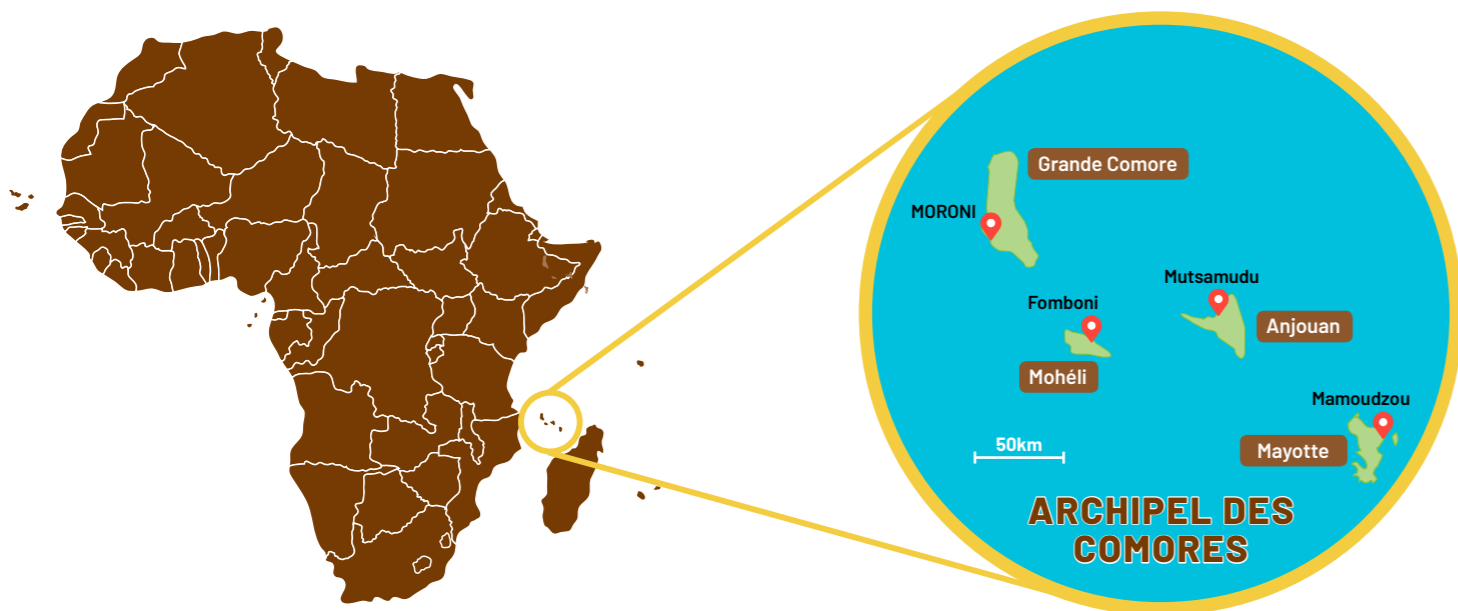 Grande Comore
MORONI
Mutsamudu
Fomboni
Anjouan
Mohéli
Mamoudzou
50km
Mayotte
ARCHIPEL DES
COMORES